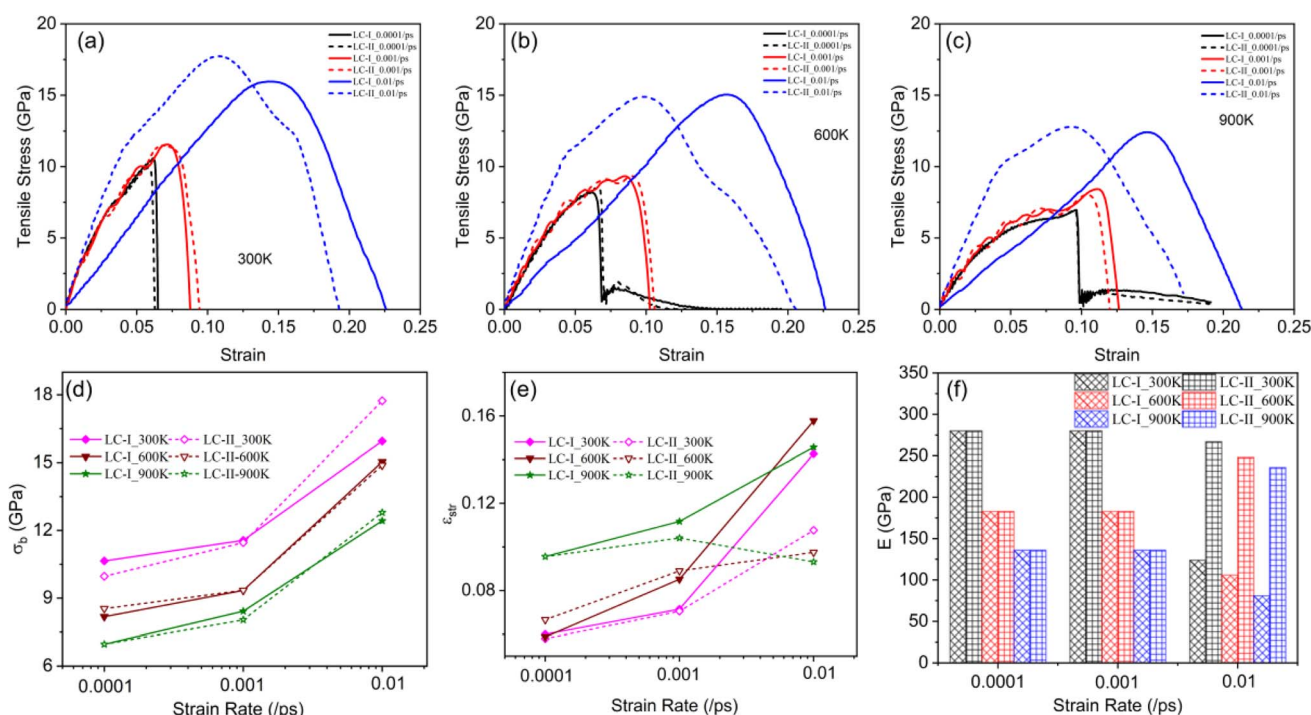 (a)
20
15
10
5
0
Tensile Stress (GPa)
0.00 0.05 0.10 0.15 0.20 0.25
Strain
LC-I_0.0001/ps
LC-II_0.0001/ps
LC-I_0.001/ps
LC-II_0.001/ps
LC-I_0.01/ps
LC-II_0.01/ps
300K
(b)
20
15
10
5
0
Tensile Stress (GPa)
0.00 0.05 0.10 0.15 0.20 0.25
Strain
LC-I_0.0001/ps
LC-II_0.0001/ps
LC-I_0.001/ps
LC-II_0.001/ps
LC-I_0.01/ps
LC-II_0.01/ps
600K
(c)
20
15
10
5
0
Tensile Stress (GPa)
0.00 0.05 0.10 0.15 0.20 0.25
Strain
LC-I_0.0001/ps
LC-II_0.0001/ps
LC-I_0.001/ps
LC-II_0.001/ps
LC-I_0.01/ps
LC-II_0.01/ps
900K
(d)
18
15
12
9
6
σb (GPa)
LC-I_300K LC-II_300K
LC-I_600K LC-II-600K
LC-I_900K LC-II-900K
0.0001 0.001 0.01
Strain Rate (/ps)
(e)
0.16
0.12
0.08
εstr
LC-I_300K LC-II_300K
LC-I_600K LC-II_600K
LC-I_900K LC-II_900K
0.0001 0.001 0.01
Strain Rate (/ps)
(f)
350
300
250
200
150
100
50
0
E (GPa)
LC-I_300K LC-II_300K
LC-I_600K LC-II_600K
LC-I_900K LC-II_900K
0.0001 0.001 0.01
Strain Rate (/ps)